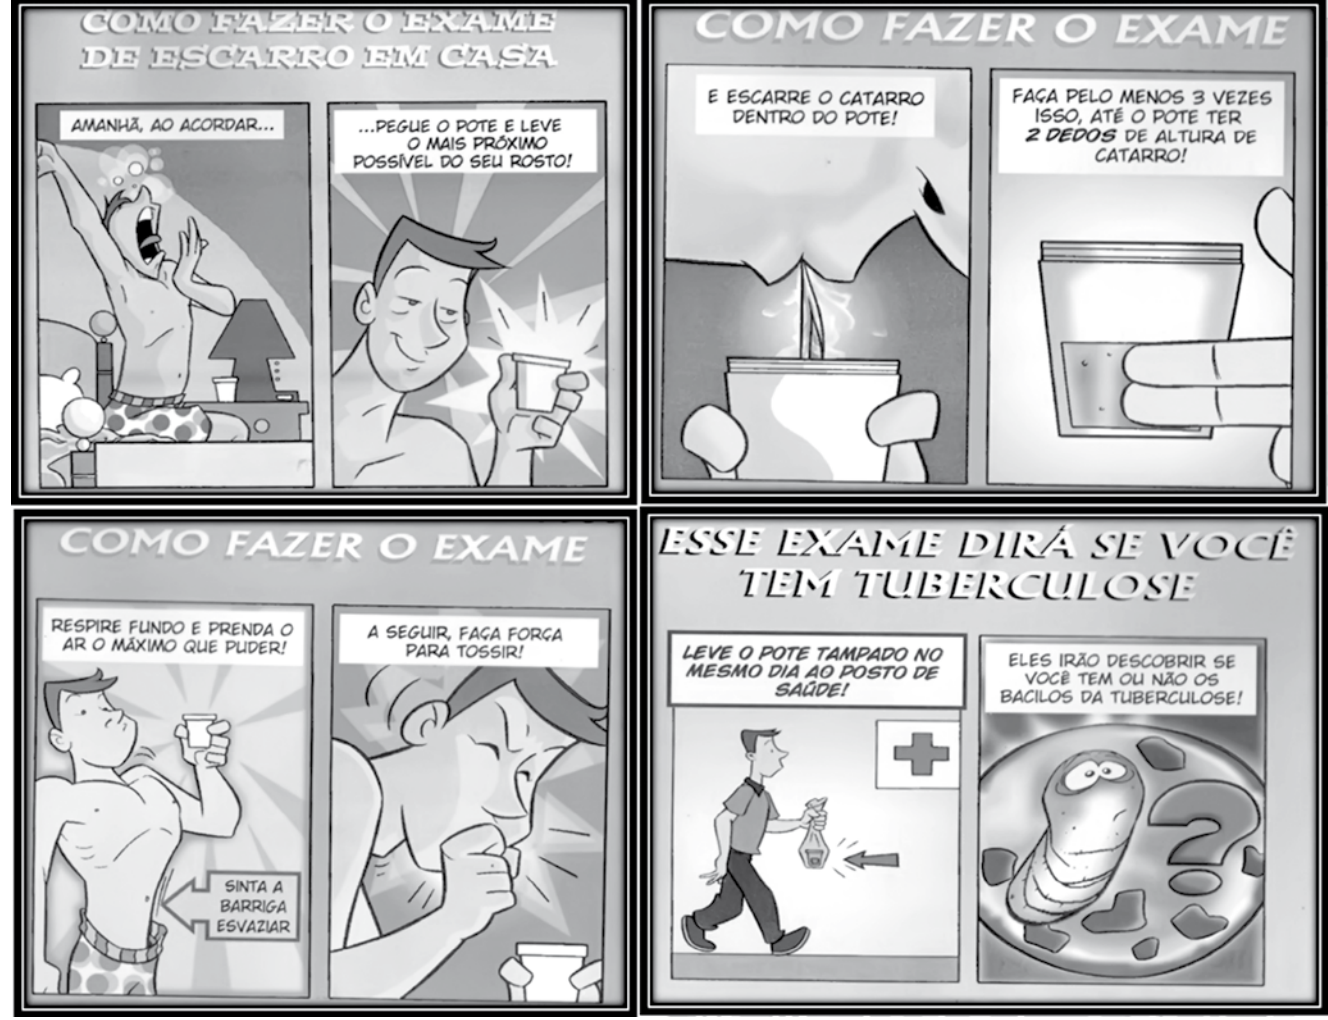 COMO FAZER O EXAME
DE ESCARRO EM CASA
AMANHÃ, AO ACORDAR...
...PEGUE O POTE E LEVE
O MAIS PRÓXIMO
POSSÍVEL DO SEU ROSTO!
COMO FAZER O EXAME
E ESCARRE O CATARRO
DENTRO DO POTE!
FAÇA PELO MENOS 3 VEZES
ISSO, ATÉ O POTE TER
2 DEDOS DE ALTURA DE
CATARRO!
COMO FAZER O EXAME
RESPIRE FUNDO E PRENDA O
AR O MÁXIMO QUE PUDER!
SINTA A
BARRIGA
ESVAZIAR
A SEGUIR, FAÇA FORÇA
PARA TOSSIR!
ESSE EXAME DIRÁ SE VOCÊ
TEM TUBERCULOSE
LEVE O POTE TAMPADO NO
MESMO DIA AO POSTO DE
SAÚDE!
ELES IRÃO DESCOBRIR SE
VOCÊ TEM OU NÃO OS
BACILOS DA TUBERCULOSE!
?